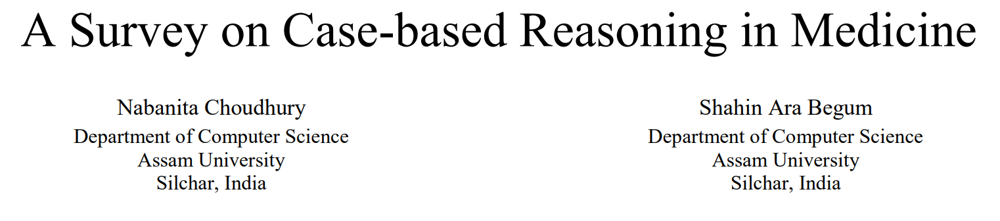 A Survey on Case-based Reasoning in Medicine
Nabanita Choudhury
Department of Computer Science
Assam University
Silchar, India
Shahin Ara Begum
Department of Computer Science
Assam University
Silchar, India